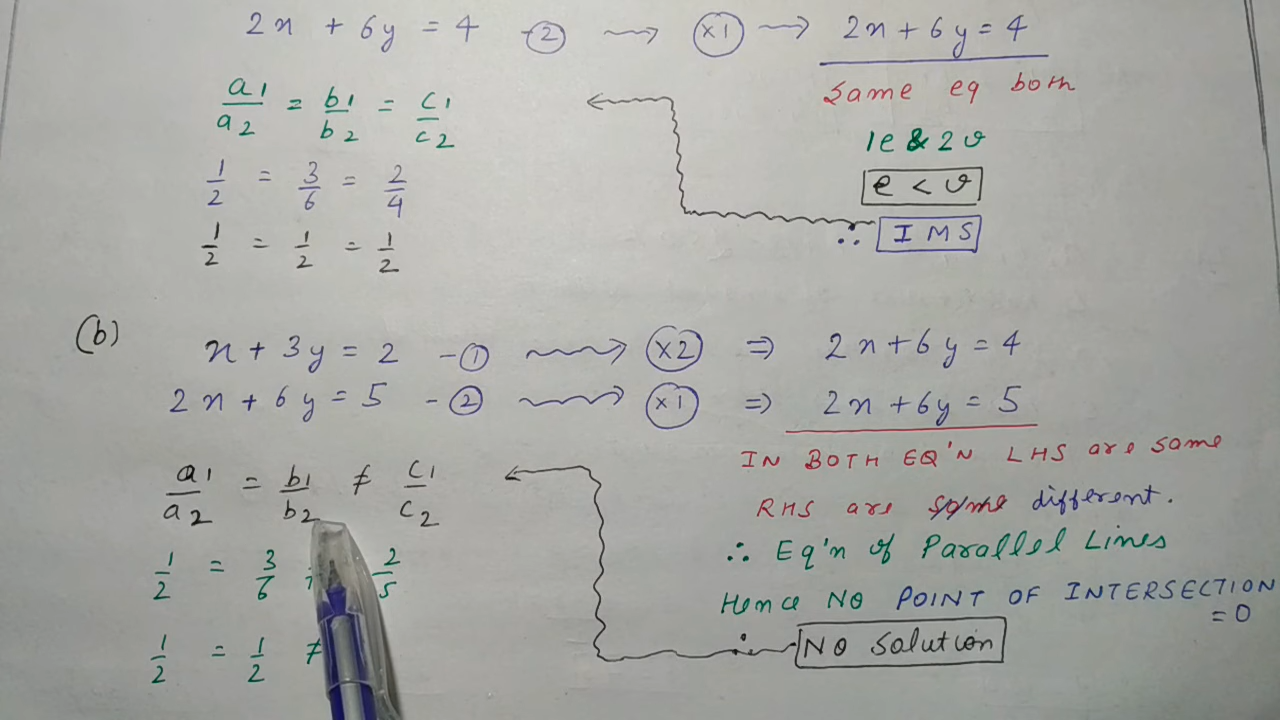 2x + 6y = 4 - ② ⟶ (×1) ⟶ 2x + 6y = 4
a1/a2 = b1/b2 = c1/c2
Same eq both
1e & 2v
1/2 = 3/6 = 2/4
e < v
1/2 = 1/2 = 1/2
∴ IMS
(b)
x + 3y = 2 - ① ⟶ (×2) ⇒ 2x + 6y = 4
2x + 6y = 5 - ② ⟶ (×1) ⇒ 2x + 6y = 5
IN BOTH EQ'N LHS are same
a1/a2 = b1/b2 ≠ c1/c2
RHS are different.
∴ Eq'n of Parallel Lines
1/2 = 3/6 2/5
Hence NO POINT OF INTERSECTION
= 0
1/2 = 1/2 ≠
∴ NO Solution